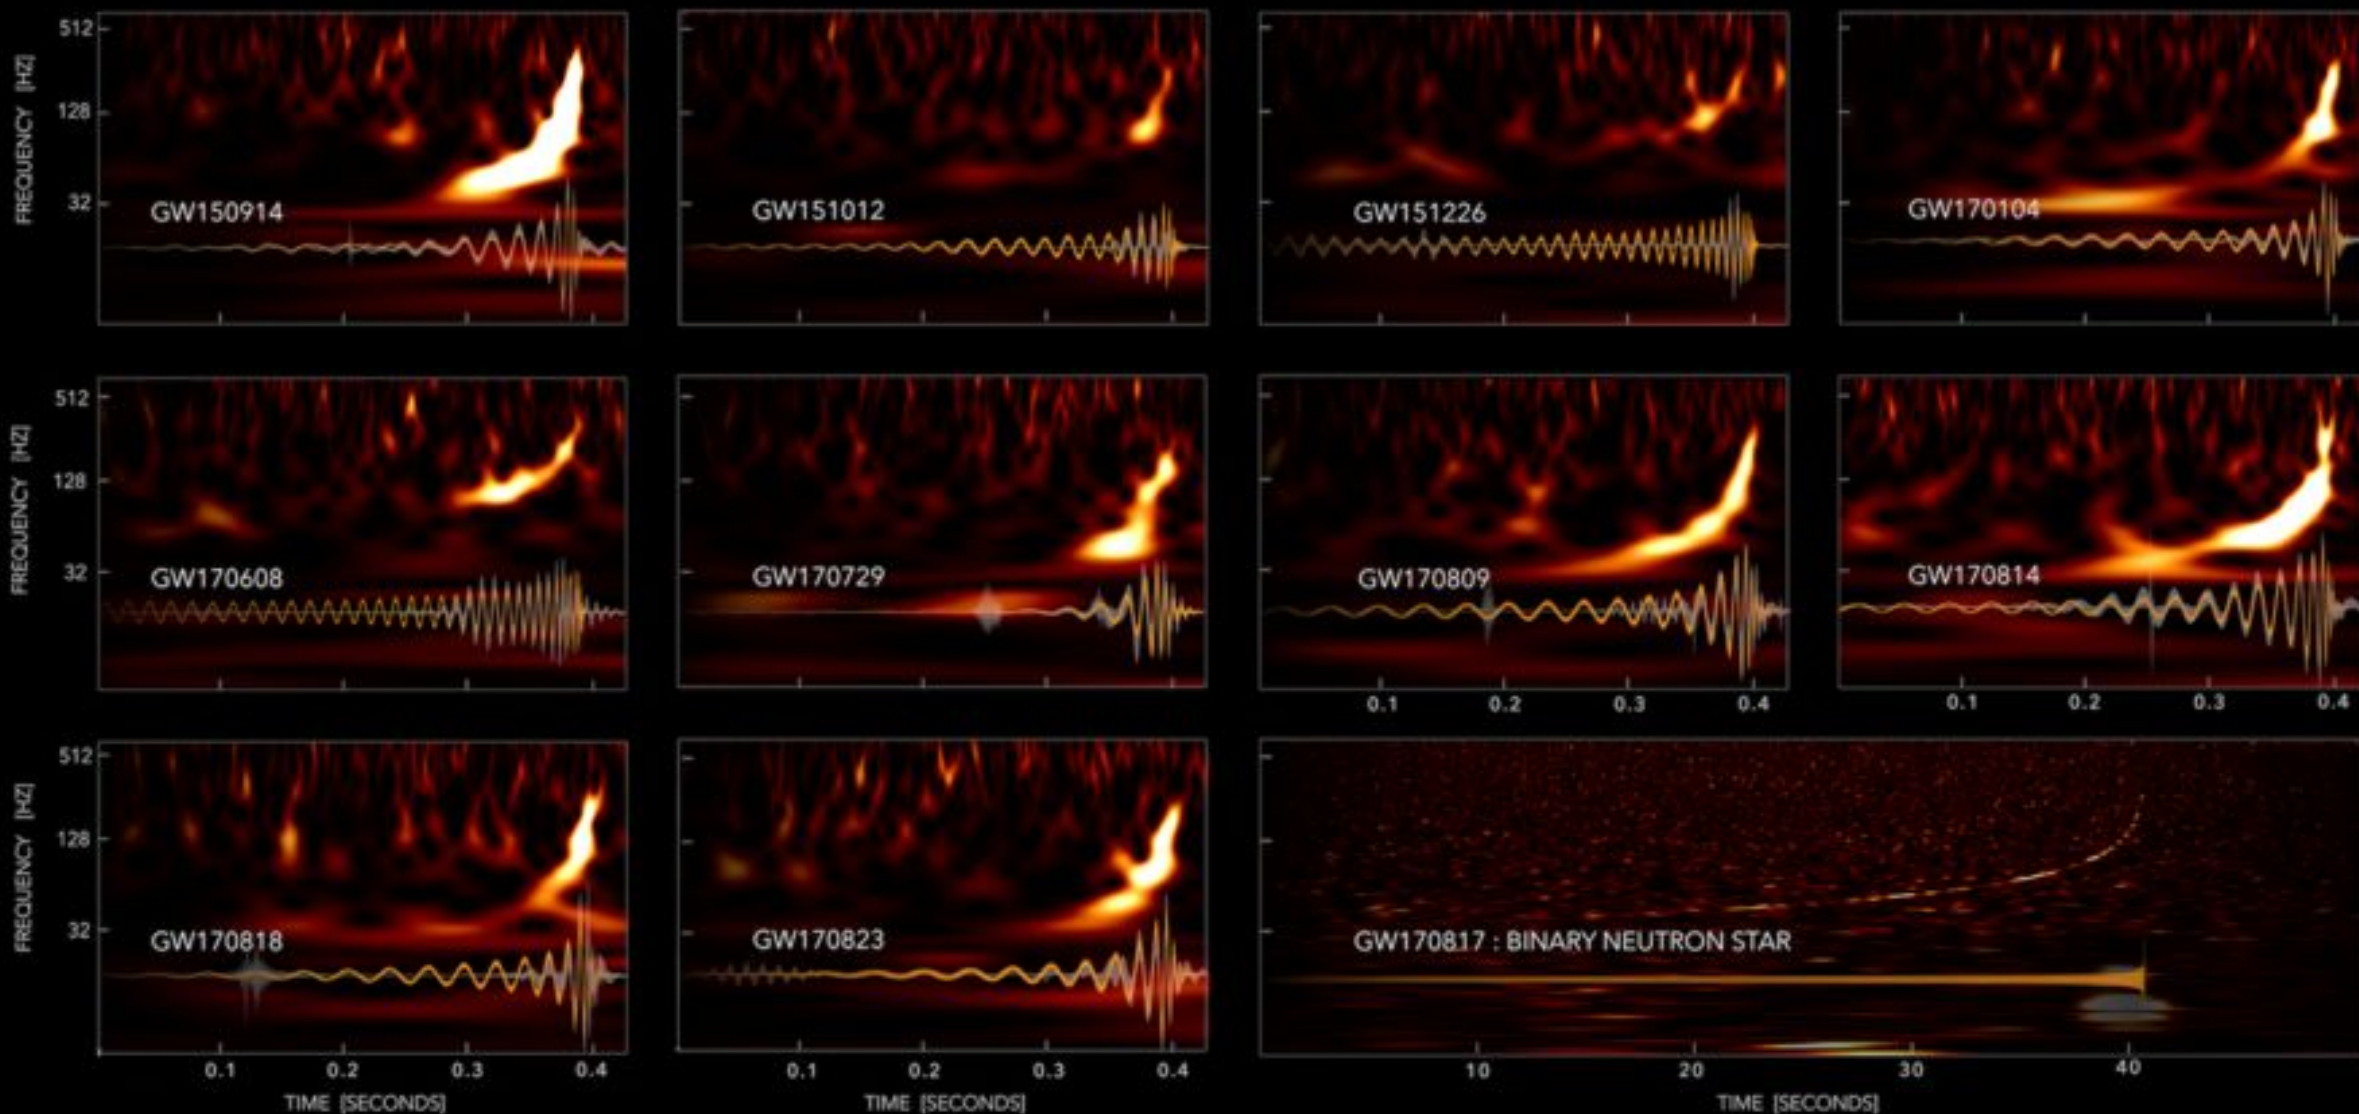 FREQUENCY [HZ]
512
128
32
GW150914
GW151012
GW151226
GW170104
FREQUENCY [HZ]
512
128
32
GW170608
GW170729
GW170809
GW170814
0.1 0.2 0.3 0.4
0.1 0.2 0.3 0.4
FREQUENCY [HZ]
512
128
32
GW170818
GW170823
GW170817 : BINARY NEUTRON STAR
0.1 0.2 0.3 0.4
0.1 0.2 0.3 0.4
10 20 30 40
TIME [SECONDS]
TIME [SECONDS]
TIME [SECONDS]